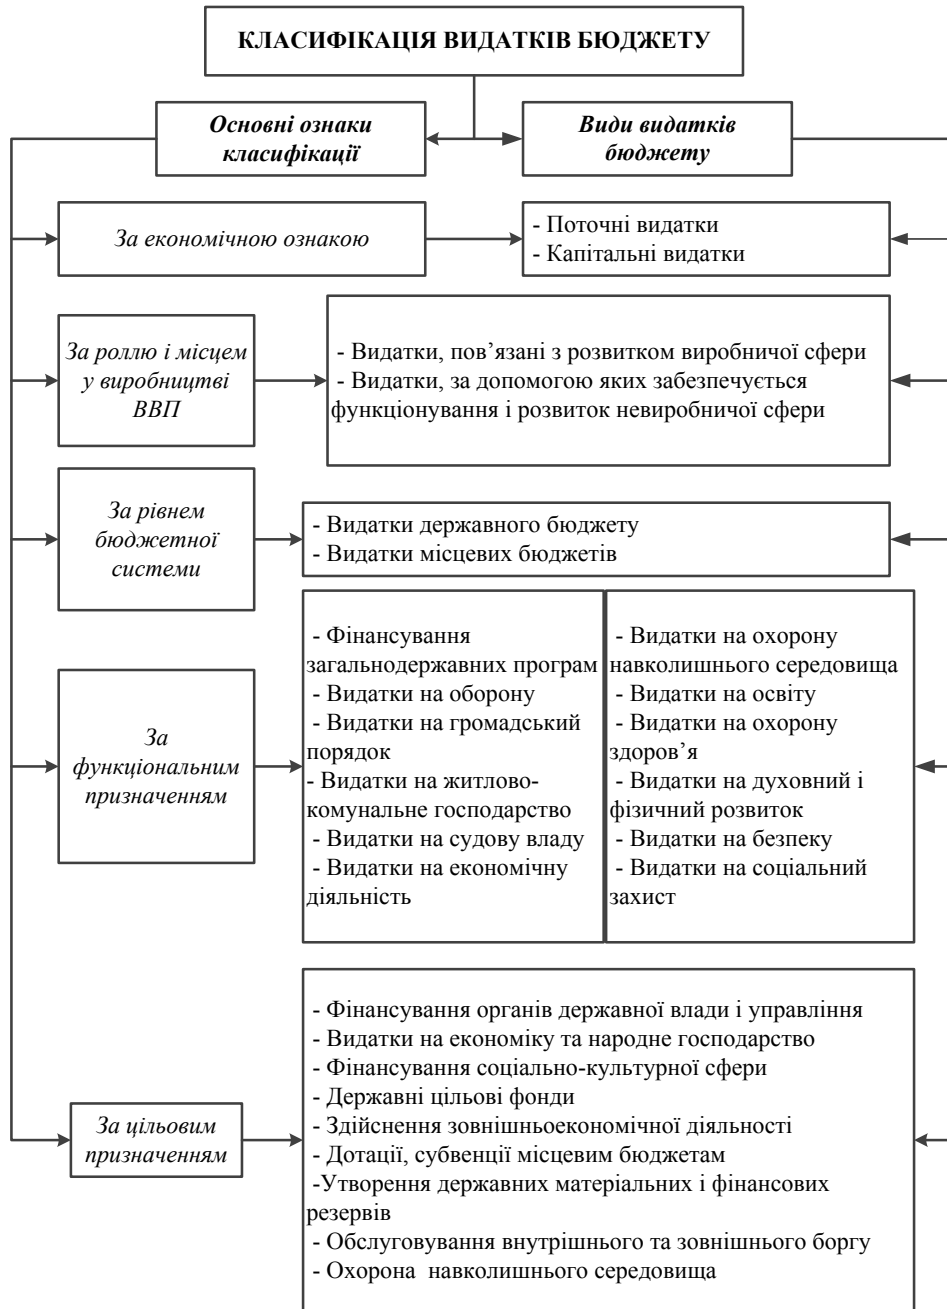 КЛАСИФІКАЦІЯ ВИДАТКІВ БЮДЖЕТУ
Основні ознаки
класифікації
Види видатків
бюджету
За економічною ознакою
- Поточні видатки
- Капітальні видатки
За роллю і місцем
у виробництві
ВВП
- Видатки, пов’язані з розвитком виробничої сфери
- Видатки, за допомогою яких забезпечується
функціонування і розвиток невиробничої сфери
За рівнем
бюджетної
системи
- Видатки державного бюджету
- Видатки місцевих бюджетів
За
функціональним
призначенням
- Фінансування
загальнодержавних програм
- Видатки на оборону
- Видатки на громадський
порядок
- Видатки на житлово-
комунальне господарство
- Видатки на судову владу
- Видатки на економічну
діяльність
- Видатки на охорону
навколишнього середовища
- Видатки на освіту
- Видатки на охорону
здоров’я
- Видатки на духовний і
фізичний розвиток
- Видатки на безпеку
- Видатки на соціальний
захист
За цільовим
призначенням
- Фінансування органів державної влади і управління
- Видатки на економіку та народне господарство
- Фінансування соціально-культурної сфери
- Державні цільові фонди
- Здійснення зовнішньоекономічної діяльності
- Дотації, субвенції місцевим бюджетам
-Утворення державних матеріальних і фінансових
резервів
- Обслуговування внутрішнього та зовнішнього боргу
- Охорона навколишнього середовища